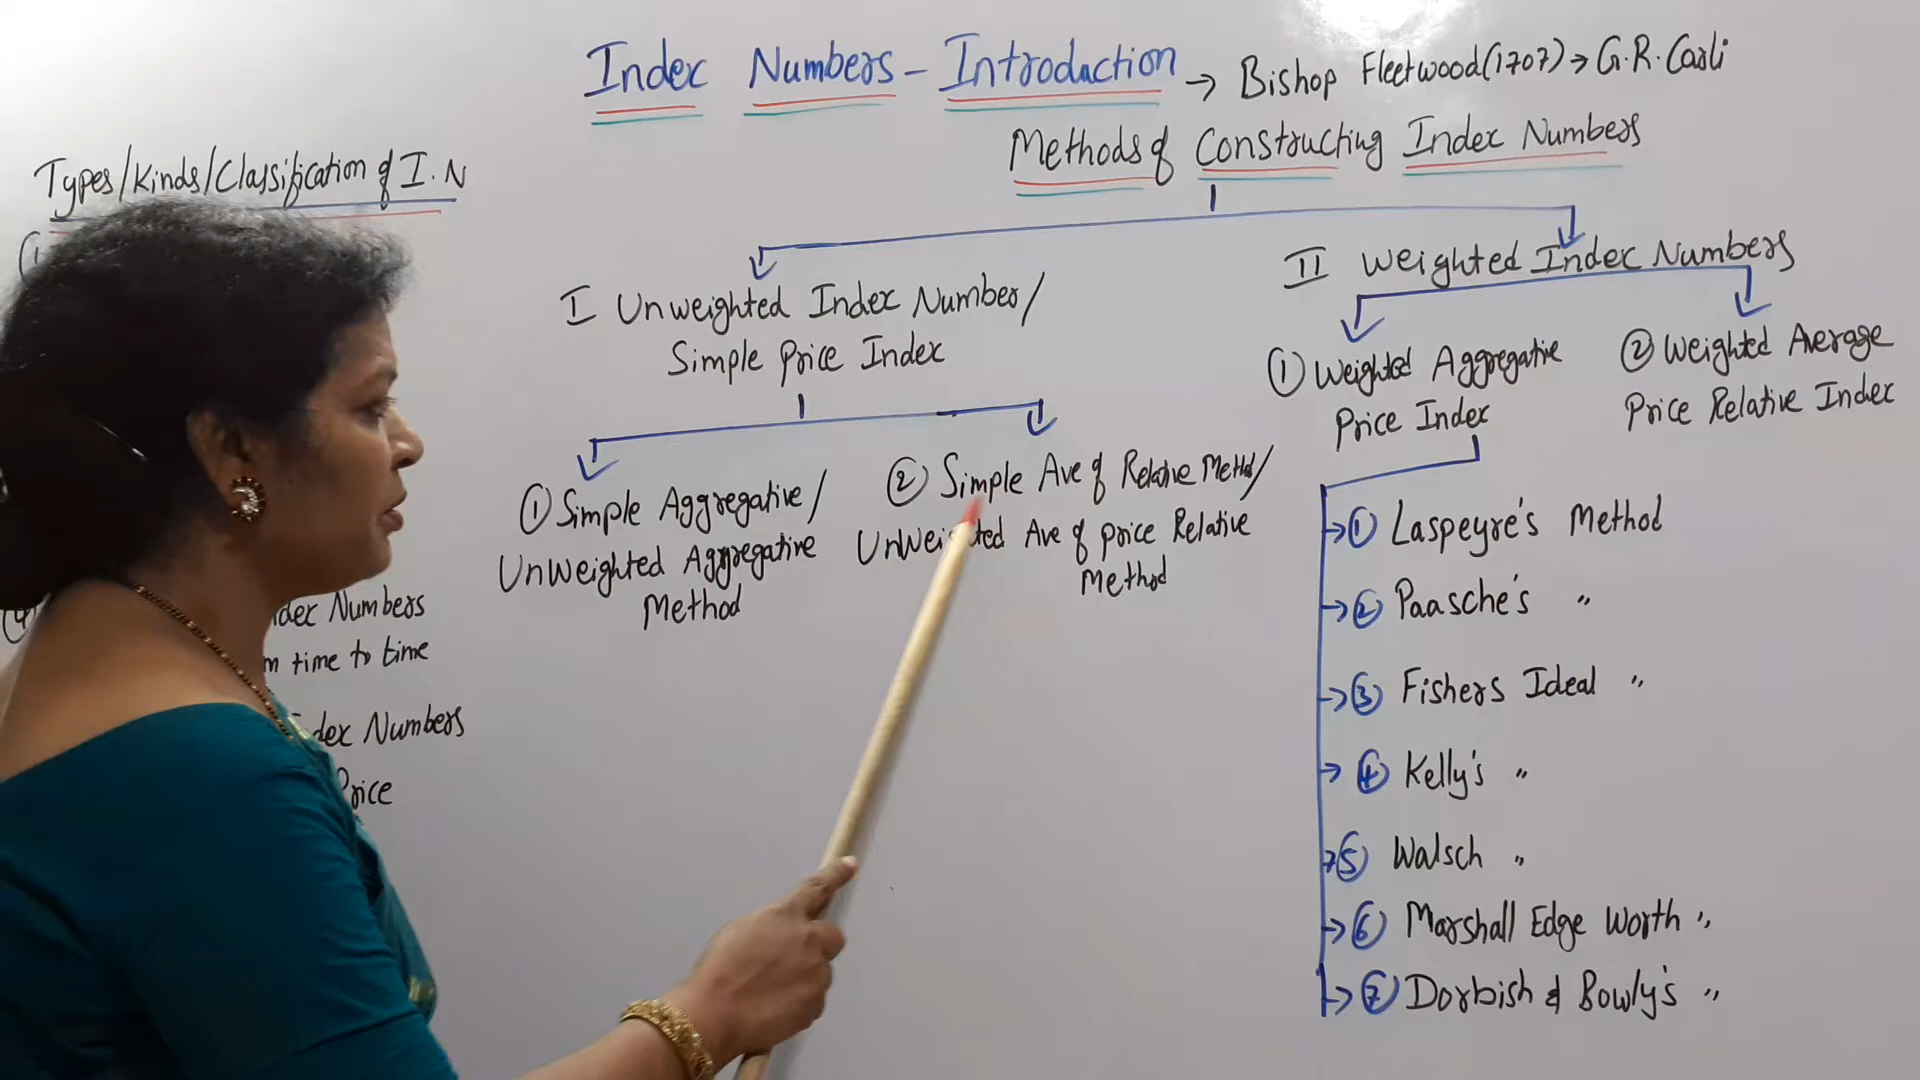 Index Numbers - Introduction → Bishop Fleetwood (1707) → G.R. Carli
Types/Kinds/Classification of I.N
Methods of Constructing Index Numbers
I Unweighted Index Number/
Simple Price Index
① Simple Aggregative/
UnWeighted Aggregative
Method
② Simple Ave of Relative Method/
UnWeighted Ave of Price Relative
Method
II Weighted Index Numbers
① Weighted Aggregative
Price Index
② Weighted Aerage
Price Relative Index
→ ① Laspeyre's Method
→ ② Paasche's "
→ ③ Fishers Ideal "
→ ④ Kelly's "
→ ⑤ Walsch "
→ ⑥ Marshall Edge Worth "
→ ⑦ Dorbish & Bowly's "
Numbers
time to time
Numbers